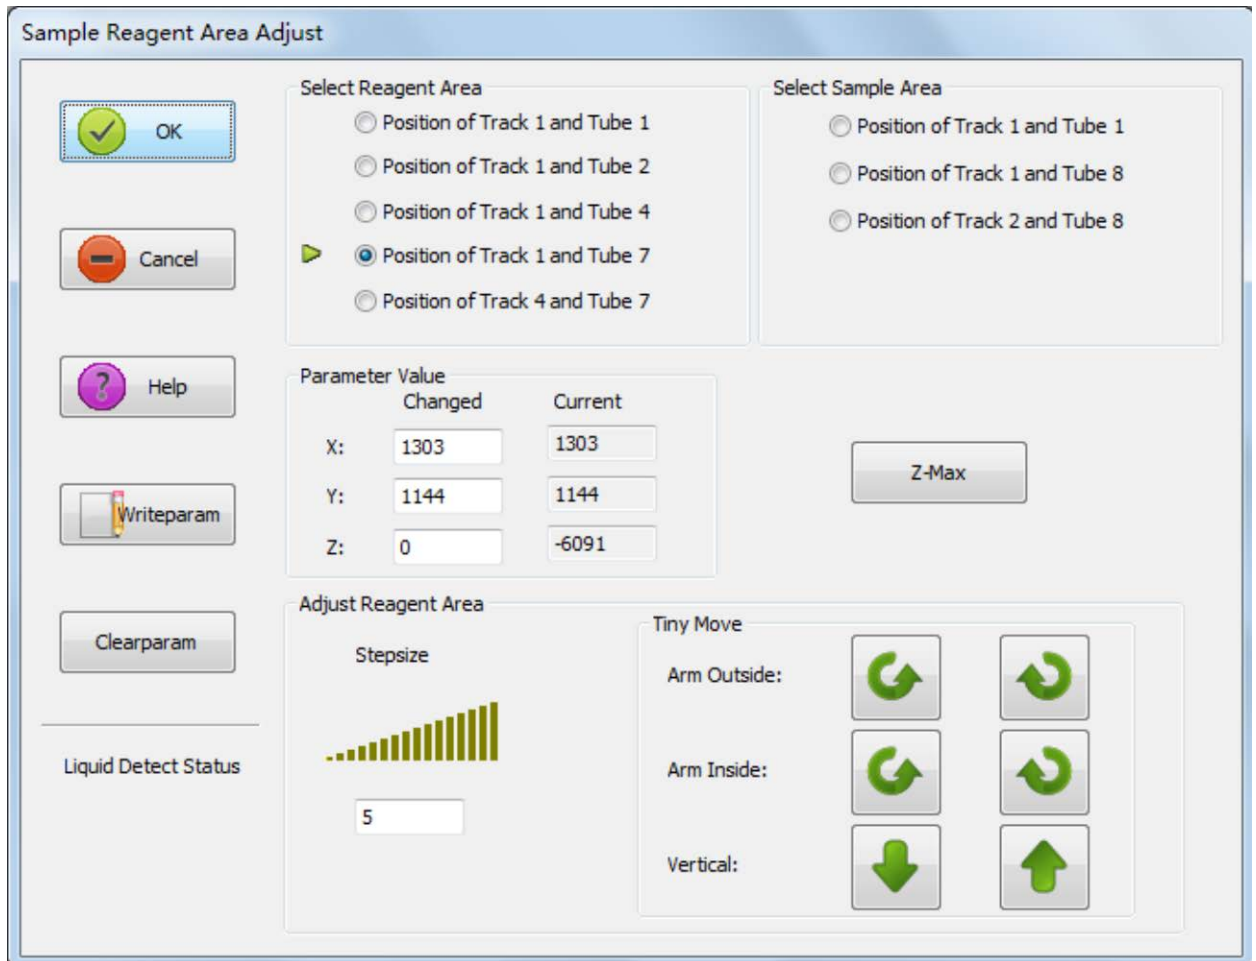 Sample Reagent Area Adjust
OK
Cancel
Help
Writeparam
Clearparam
Liquid Detect Status
Select Reagent Area
Position of Track 1 and Tube 1
Position of Track 1 and Tube 2
Position of Track 1 and Tube 4
Position of Track 1 and Tube 7
Position of Track 4 and Tube 7
Select Sample Area
Position of Track 1 and Tube 1
Position of Track 1 and Tube 8
Position of Track 2 and Tube 8
Parameter Value
Changed Current
X: 1303 1303
Y: 1144 1144
Z: 0 -6091
Z-Max
Adjust Reagent Area
Stepsize
5
Tiny Move
Arm Outside:
Arm Inside:
Vertical: